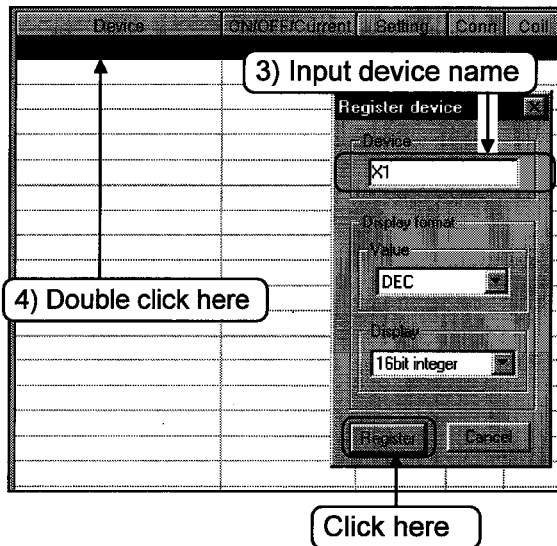 Device ON/OFF/Current Setting Conn Coil
3) Input device name
Register device
Device
X1
Display format
Value
DEC
4) Double click here
Display
16bit integer
Register Cancel
Click here